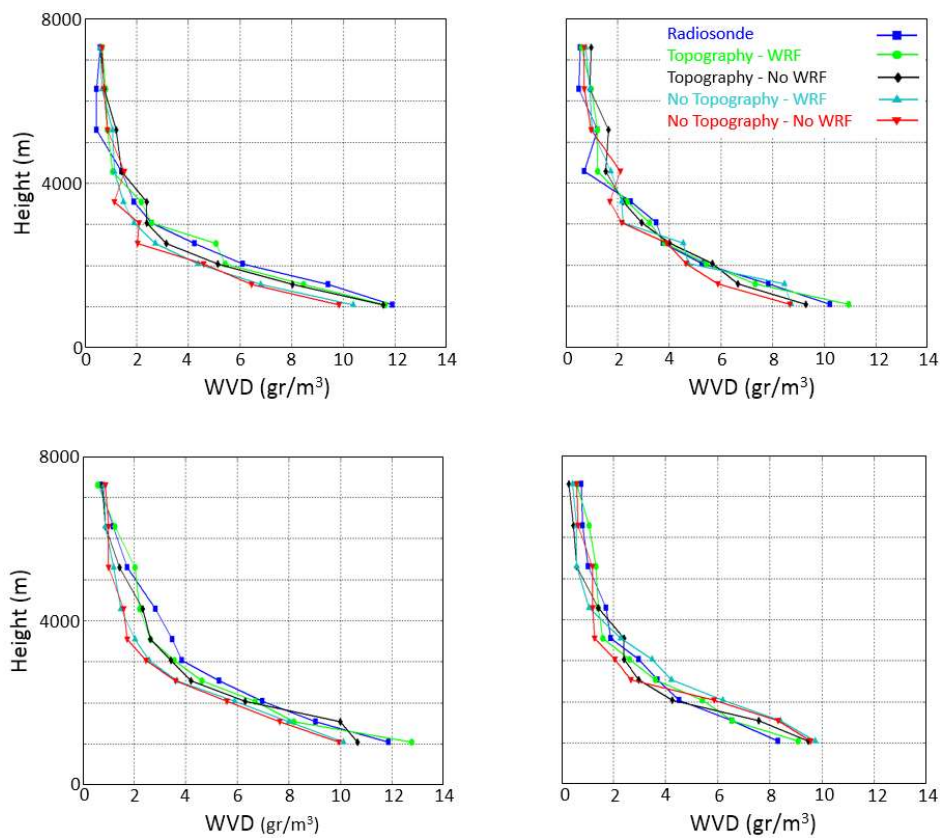 8000
4000
0
Height (m)
0 2 4 6 8 10 12 14
WVD (gr/m³)
Radiosonde
Topography - WRF
Topography - No WRF
No Topography - WRF
No Topography - No WRF
0 2 4 6 8 10 12 14
WVD (gr/m³)
8000
4000
0
Height (m)
0 2 4 6 8 10 12 14
WVD (gr/m³)
0 2 4 6 8 10 12 14
WVD (gr/m³)